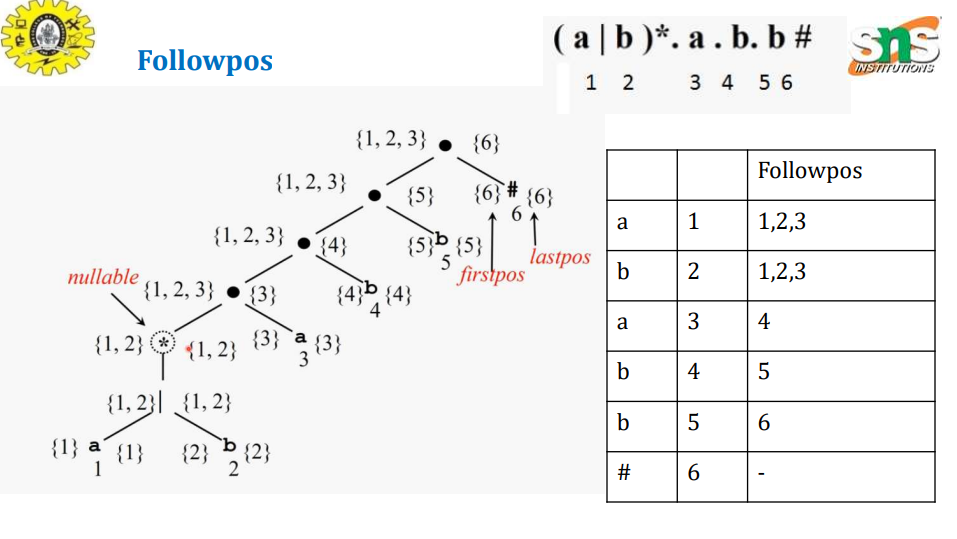 Followpos
( a | b )*. a . b. b #
1 2 3 4 5 6
sns
INSTITUTIONS
{1, 2, 3} {6}
{1, 2, 3} {5} {6} # {6}
6
{1, 2, 3} {4} {5} b {5}
5
lastpos
firstpos
nullable
{1, 2, 3} {3} {4} b {4}
4
{1, 2} * {1, 2} {3} a {3}
3
{1, 2} | {1, 2}
{1} a {1} {2} b {2}
1 2
Followpos
a 1 1,2,3
b 2 1,2,3
a 3 4
b 4 5
b 5 6
# 6 -